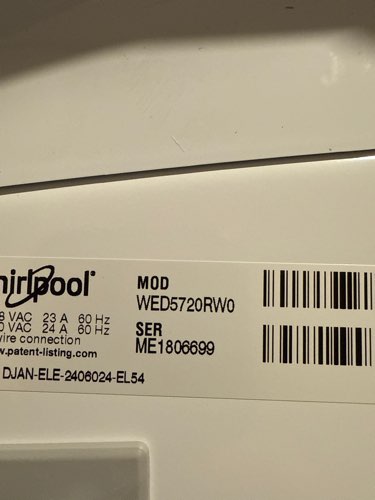 hirlpool
MOD
WED5720RW0
8 VAC 23 A 60 Hz
0 VAC 24 A 60 Hz
wire connection
w.patent-listing.com
SER
ME1806699
DJAN-ELE-2406024-EL54